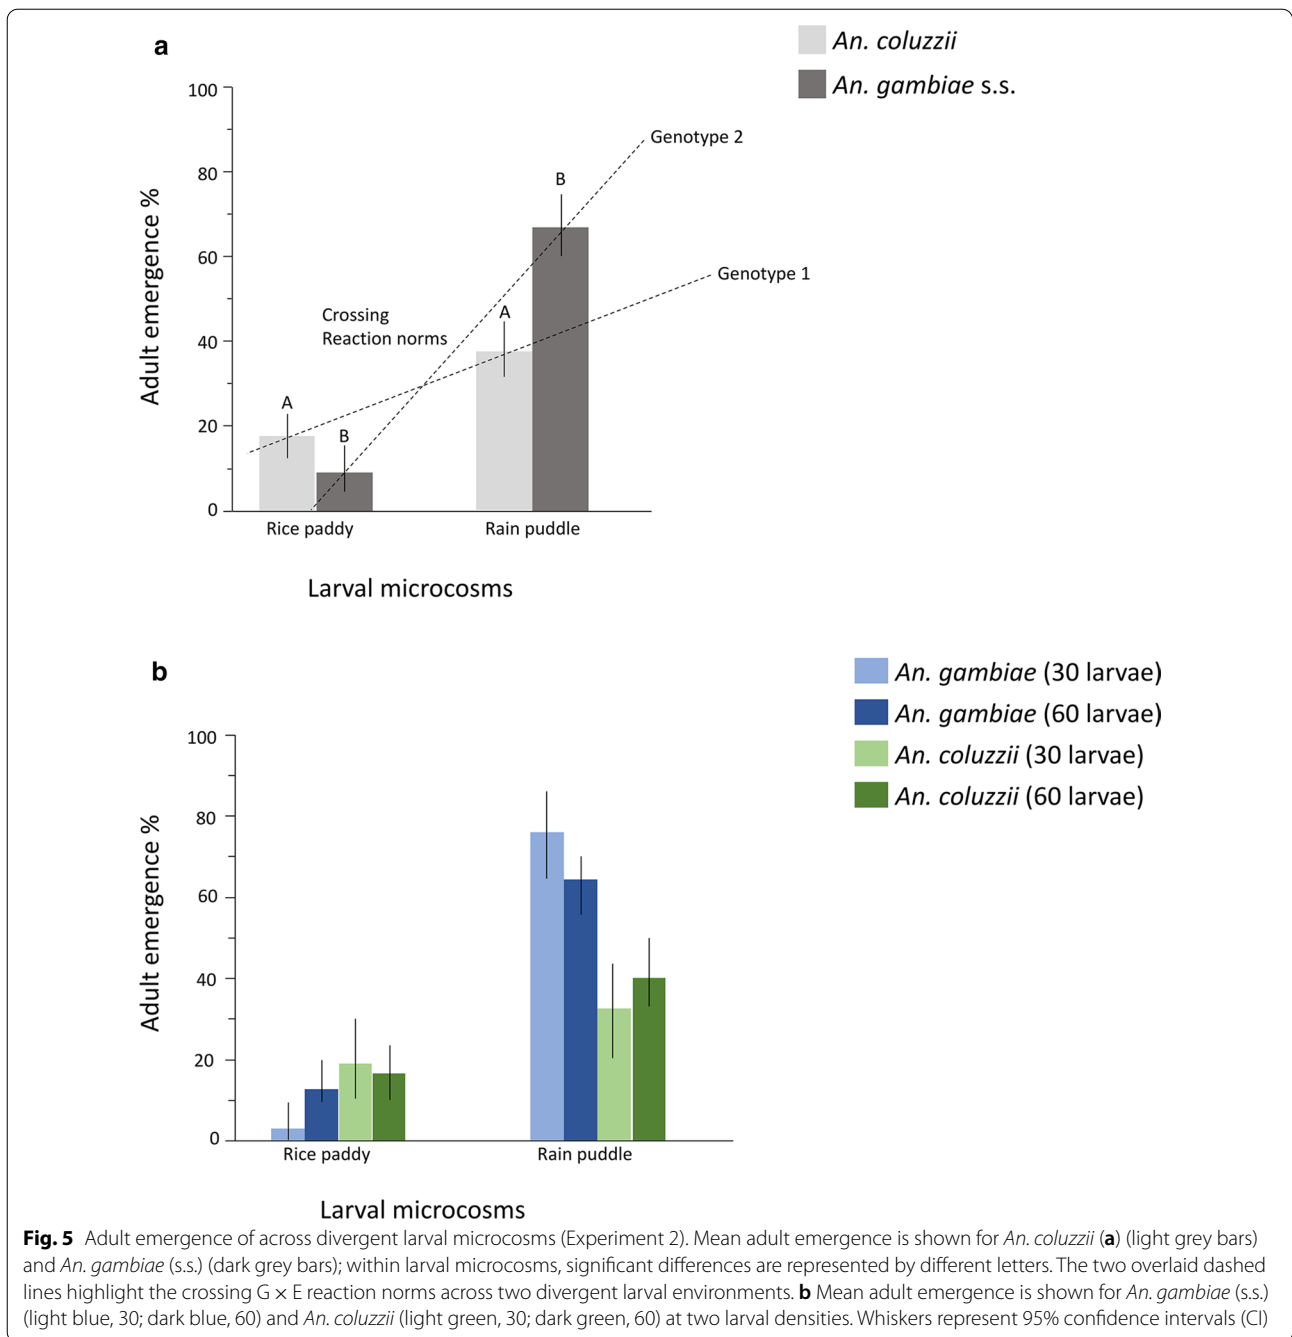 a
An. coluzzii
An. gambiae s.s.
100
80
60
40
20
0
Adult emergence %
Genotype 2
Genotype 1
Crossing
Reaction norms
A
B
A
B
Rice paddy
Rain puddle
Larval microcosms
b
An. gambiae (30 larvae)
An. gambiae (60 larvae)
An. coluzzii (30 larvae)
An. coluzzii (60 larvae)
100
80
60
40
20
0
Adult emergence %
Rice paddy
Rain puddle
Larval microcosms
Fig. 5 Adult emergence of across divergent larval microcosms (Experiment 2). Mean adult emergence is shown for An. coluzzii (a) (light grey bars)
and An. gambiae (s.s.) (dark grey bars); within larval microcosms, significant differences are represented by different letters. The two overlaid dashed
lines highlight the crossing G × E reaction norms across two divergent larval environments. b Mean adult emergence is shown for An. gambiae (s.s.)
(light blue, 30; dark blue, 60) and An. coluzzii (light green, 30; dark green, 60) at two larval densities. Whiskers represent 95% confidence intervals (CI)